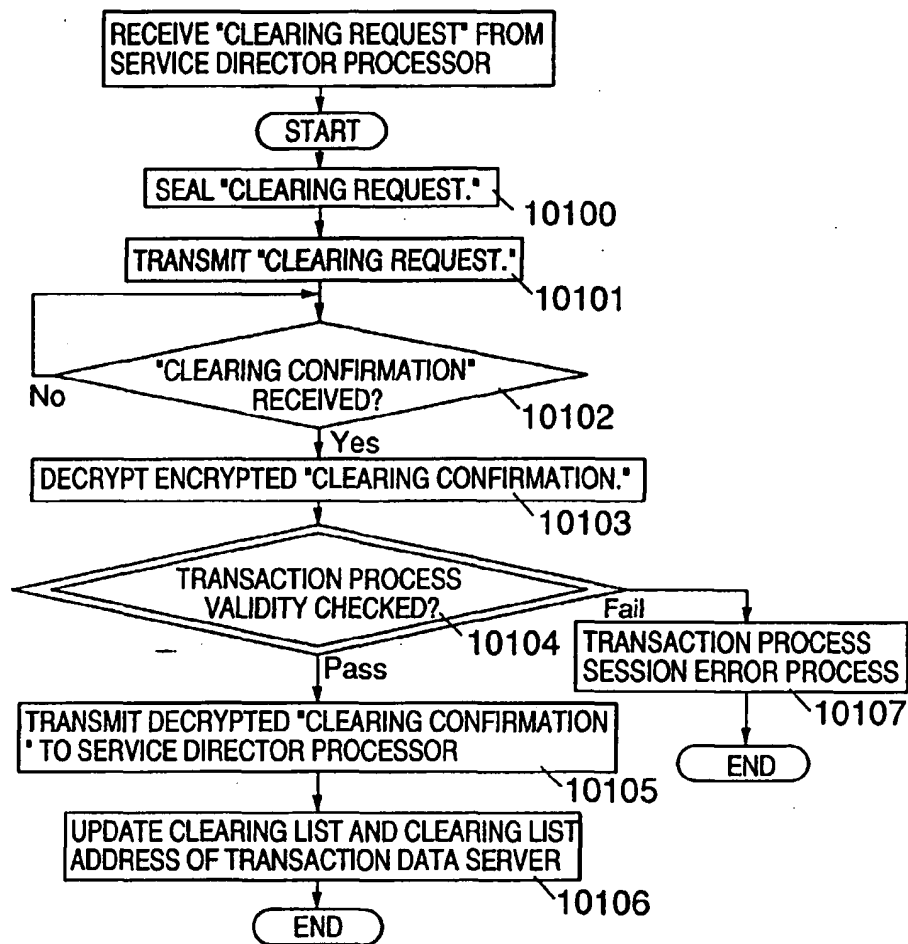 RECEIVE "CLEARING REQUEST" FROM
SERVICE DIRECTOR PROCESSOR
START
SEAL "CLEARING REQUEST."
10100
TRANSMIT "CLEARING REQUEST."
10101
"CLEARING CONFIRMATION"
RECEIVED?
10102
No
Yes
DECRYPT ENCRYPTED "CLEARING CONFIRMATION."
10103
TRANSACTION PROCESS
VALIDITY CHECKED?
10104
Fail
Pass
TRANSACTION PROCESS
SESSION ERROR PROCESS
10107
END
TRANSMIT DECRYPTED "CLEARING CONFIRMATION
" TO SERVICE DIRECTOR PROCESSOR
10105
UPDATE CLEARING LIST AND CLEARING LIST
ADDRESS OF TRANSACTION DATA SERVER
10106
END